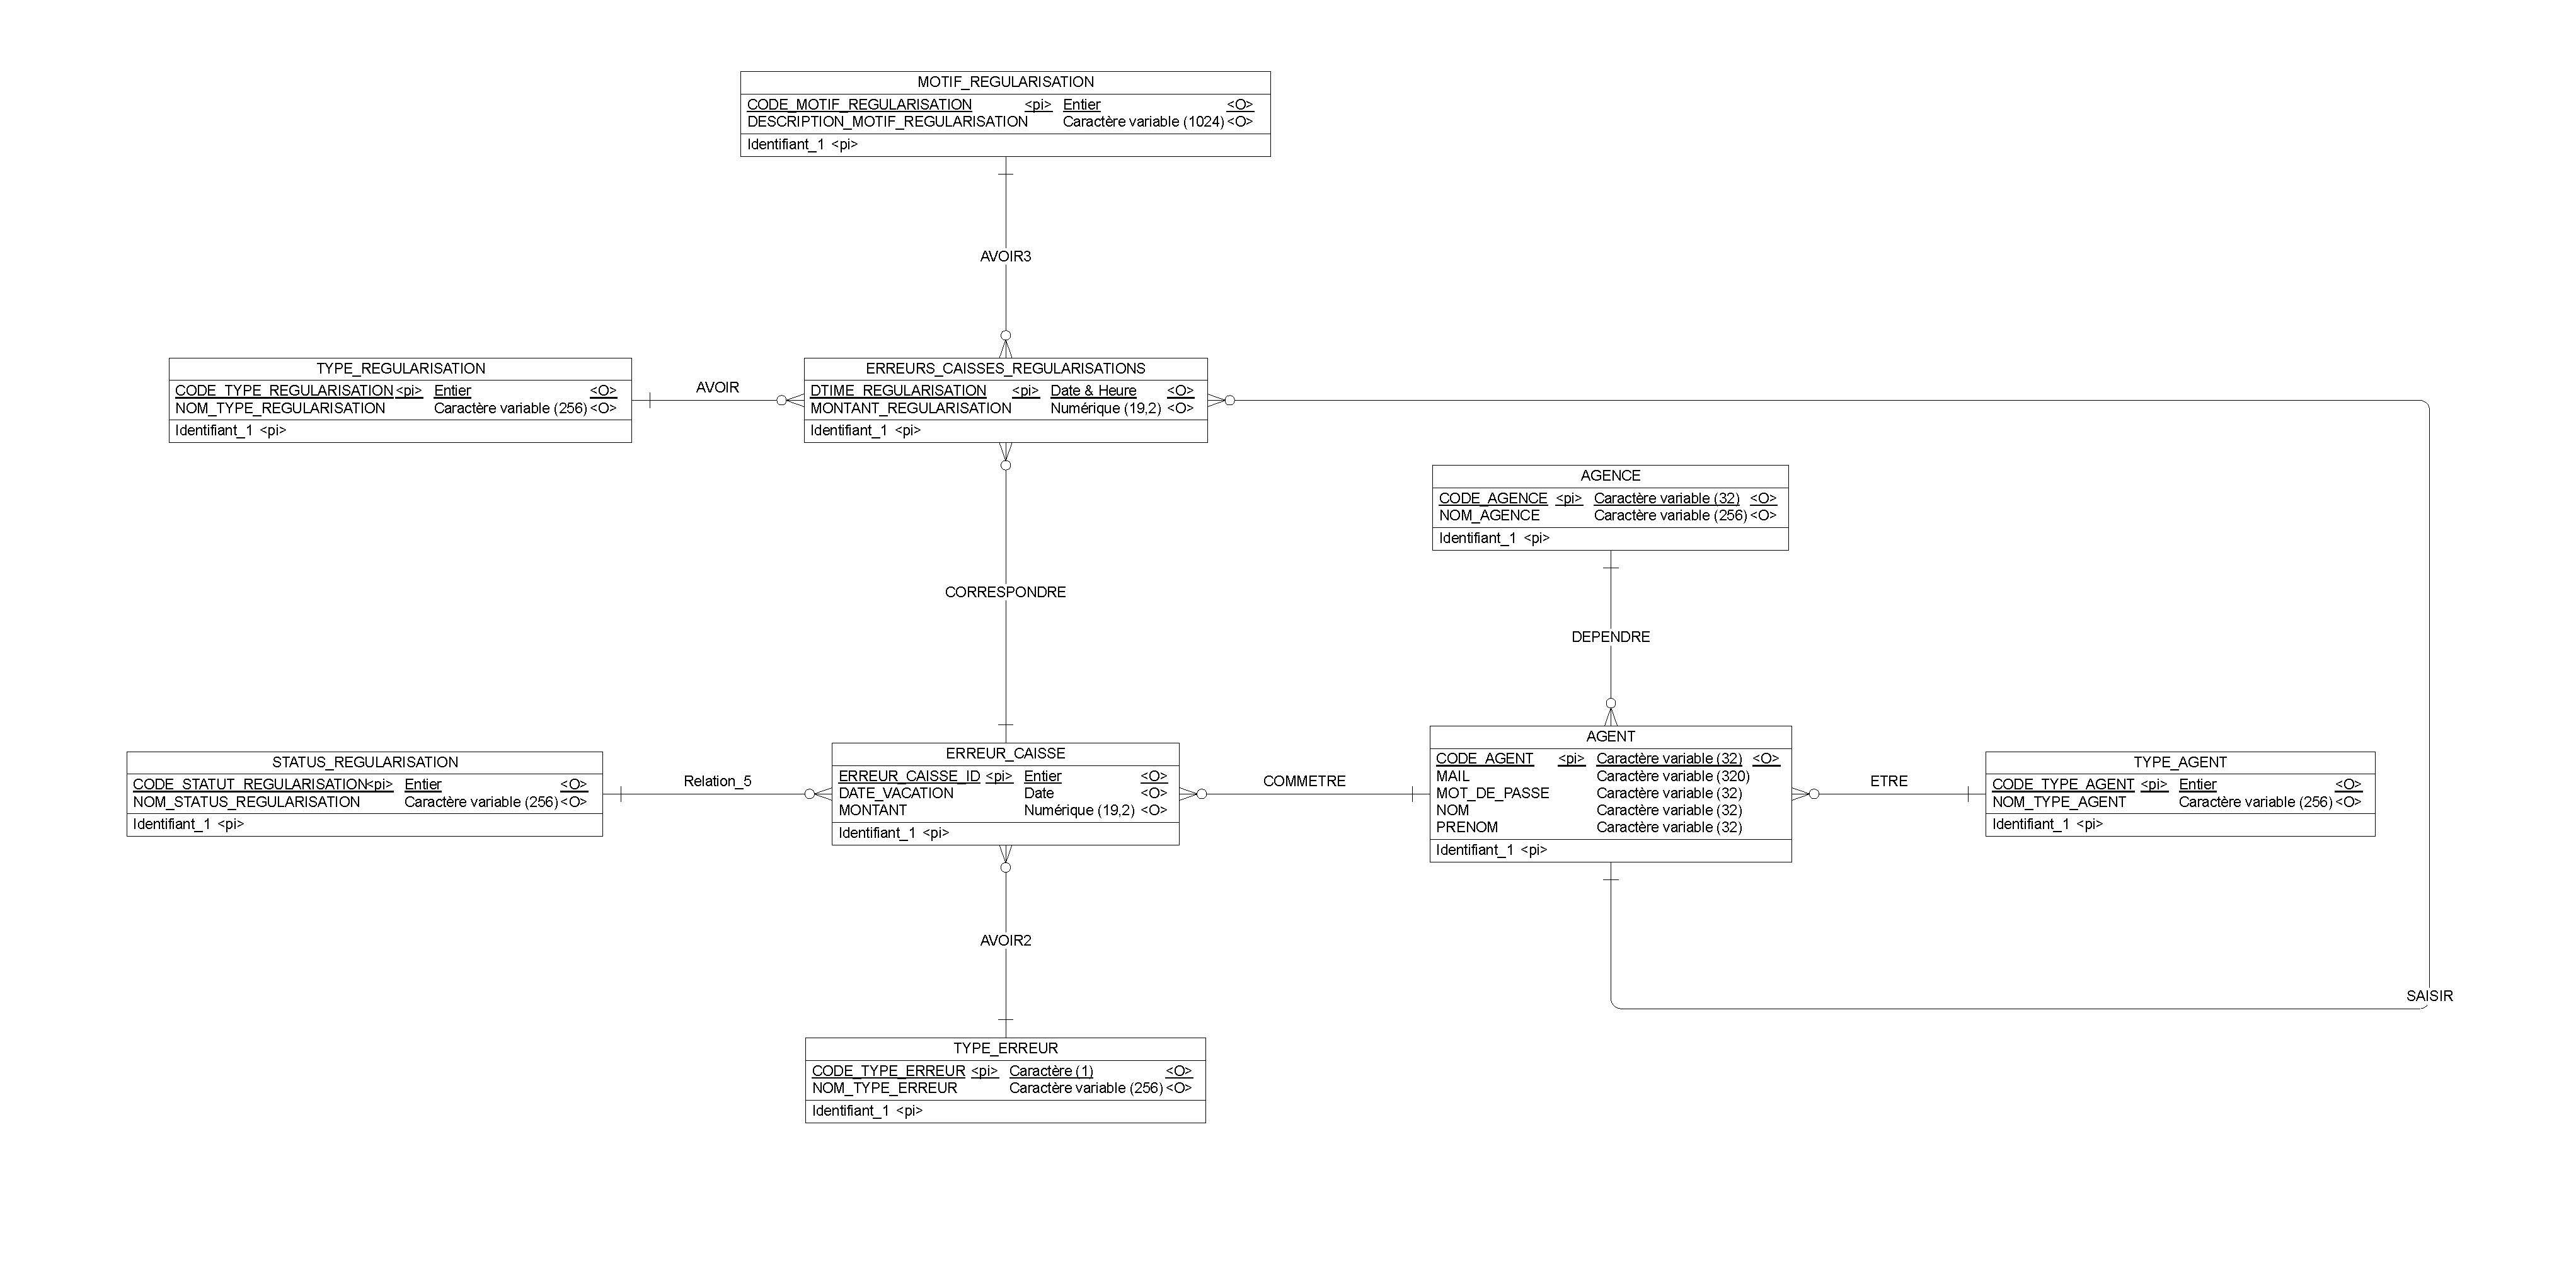 MOTIF_REGULARISATION
CODE_MOTIF_REGULARISATION <pi> Entier <O>
DESCRIPTION_MOTIF_REGULARISATION Caractère variable (1024) <O>
Identifiant_1 <pi>
AVOIR3
TYPE_REGULARISATION
CODE_TYPE_REGULARISATION <pi> Entier <O>
NOM_TYPE_REGULARISATION Caractère variable (256) <O>
Identifiant_1 <pi>
AVOIR
ERREURS_CAISSES_REGULARISATIONS
DTIME_REGULARISATION <pi> Date & Heure <O>
MONTANT_REGULARISATION Numérique (19,2) <O>
Identifiant_1 <pi>
AGENCE
CODE_AGENCE <pi> Caractère variable (32) <O>
NOM_AGENCE Caractère variable (256) <O>
Identifiant_1 <pi>
CORRESPONDRE
DEPENDRE
STATUS_REGULARISATION
CODE_STATUT_REGULARISATION <pi> Entier <O>
NOM_STATUS_REGULARISATION Caractère variable (256) <O>
Identifiant_1 <pi>
Relation_5
ERREUR_CAISSE
ERREUR_CAISSE_ID <pi> Entier <O>
DATE_VACATION Date <O>
MONTANT Numérique (19,2) <O>
Identifiant_1 <pi>
COMMETRE
AGENT
CODE_AGENT <pi> Caractère variable (32) <O>
MAIL Caractère variable (320)
MOT_DE_PASSE Caractère variable (32)
NOM Caractère variable (32)
PRENOM Caractère variable (32)
Identifiant_1 <pi>
ETRE
TYPE_AGENT
CODE_TYPE_AGENT <pi> Entier <O>
NOM_TYPE_AGENT Caractère variable (256) <O>
Identifiant_1 <pi>
AVOIR2
SAISIR
TYPE_ERREUR
CODE_TYPE_ERREUR <pi> Caractère (1) <O>
NOM_TYPE_ERREUR Caractère variable (256) <O>
Identifiant_1 <pi>